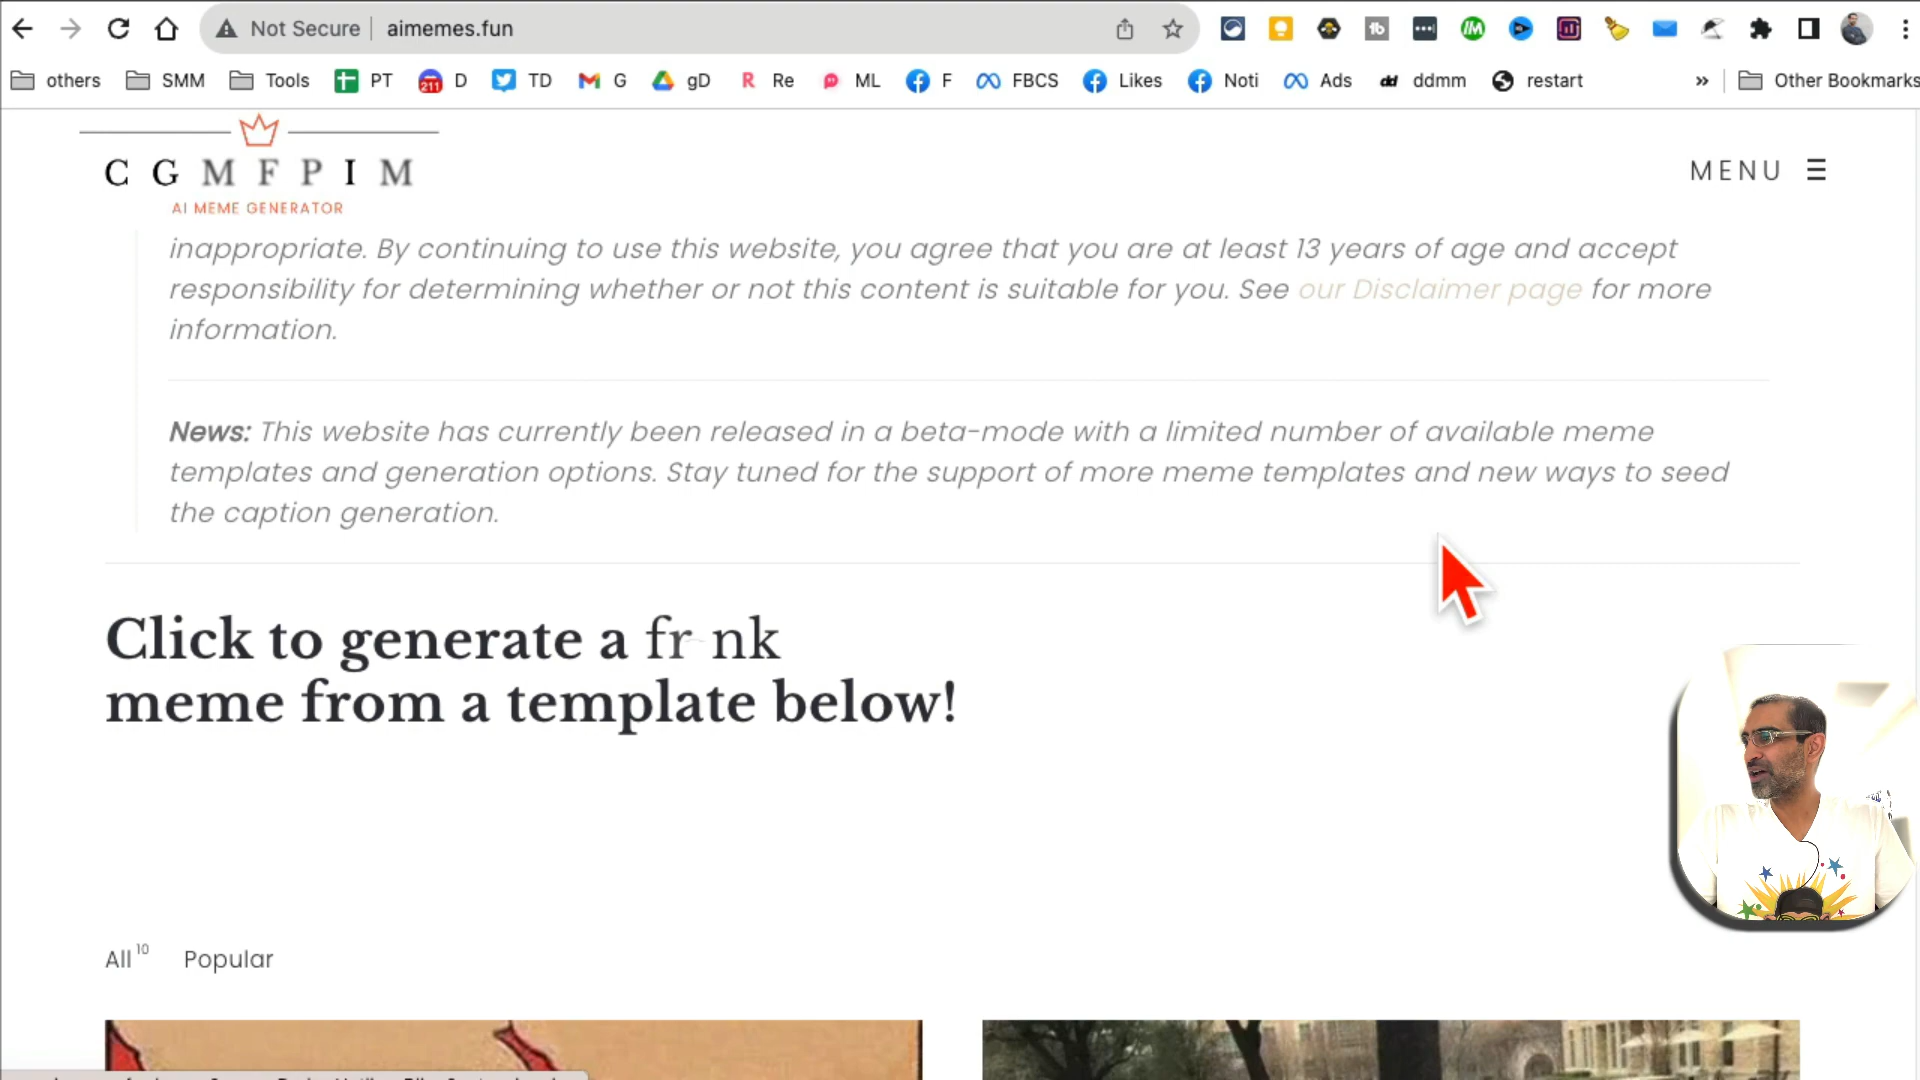 Not Secure | aimemes.fun
others SMM Tools PT 211 D TD G gD Re ML F FBCS Likes Noti Ads ddmm restart » Other Bookmarks
C G M F P I M
AI MEME GENERATOR
MENU
inappropriate. By continuing to use this website, you agree that you are at least 13 years of age and accept
responsibility for determining whether or not this content is suitable for you. See our Disclaimer page for more
information.
News: This website has currently been released in a beta-mode with a limited number of available meme
templates and generation options. Stay tuned for the support of more meme templates and new ways to seed
the caption generation.
Click to generate a fr nk
meme from a template below!
All 10 Popular